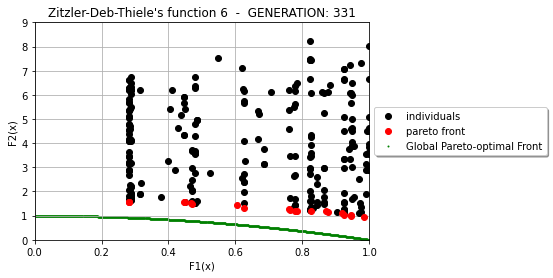 Zitzler-Deb-Thiele's function 6  -  GENERATION: 331
9
8
7
6
5
4
3
2
1
0
F2(x)
0.0 0.2 0.4 0.6 0.8 1.0
F1(x)
individuals
pareto front
Global Pareto-optimal Front